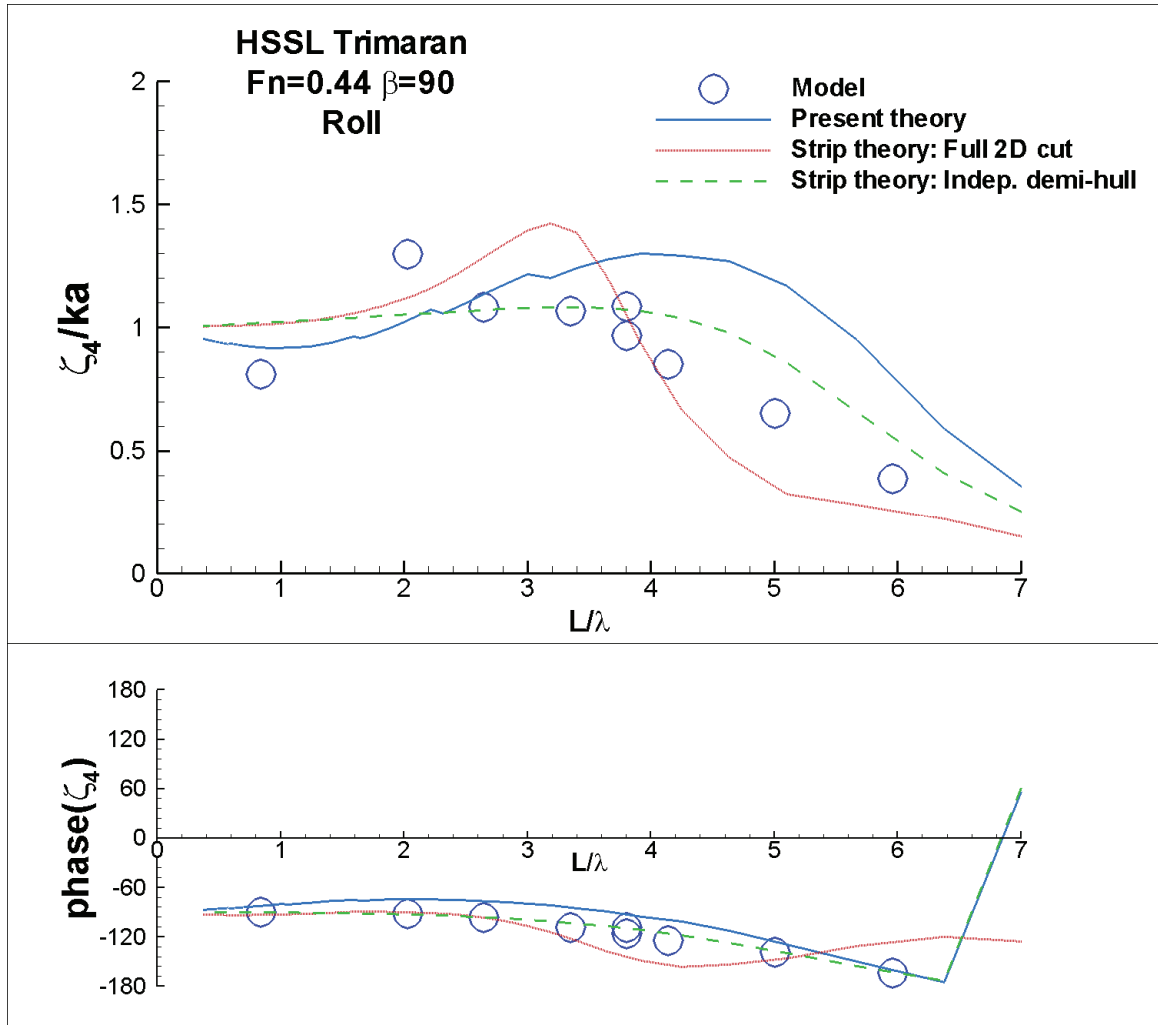 HSSL Trimaran
Fn=0.44 β=90
Roll
Model
Present theory
Strip theory: Full 2D cut
Strip theory: Indep. demi-hull
2
1.5
1
0.5
0
ζ₄/ka
0 1 2 3 4 5 6 7
L/λ
180
120
60
0
-60
-120
-180
phase(ζ₄)
0 1 2 3 4 5 6 7
L/λ